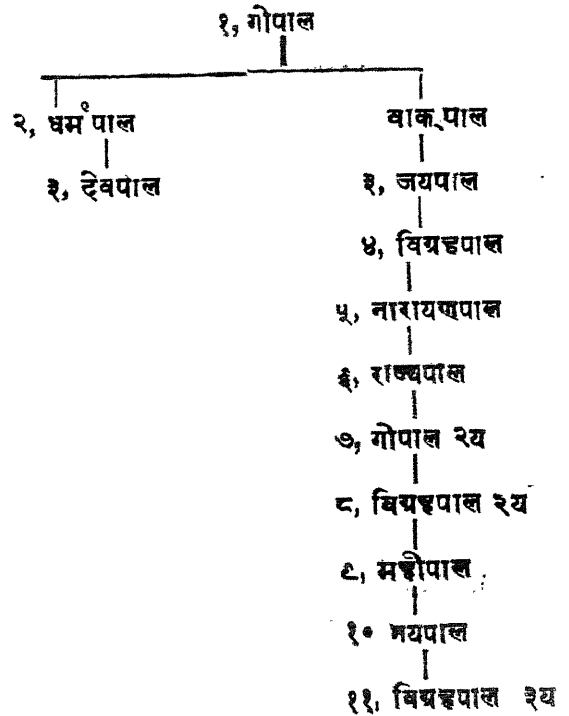 १, गोपाल
२, धर्मपाल वाक्पाल
३, देवपाल ३, जयपाल
४, विग्रहपाल
५, नारायणपाल
६, राज्यपाल
७, गोपाल २य
८, विग्रहपाल २य
९, महीपाल
१० नयपाल
११, विग्रहपाल ३य